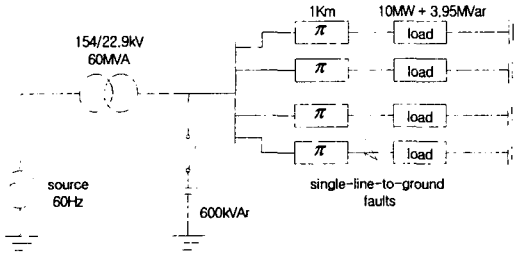 1Km
10MW + 3,95MVar
154/22.9kV
60MVA
π
load
π
load
π
load
π
load
single-line-to-ground
faults
source
60Hz
600kVAr